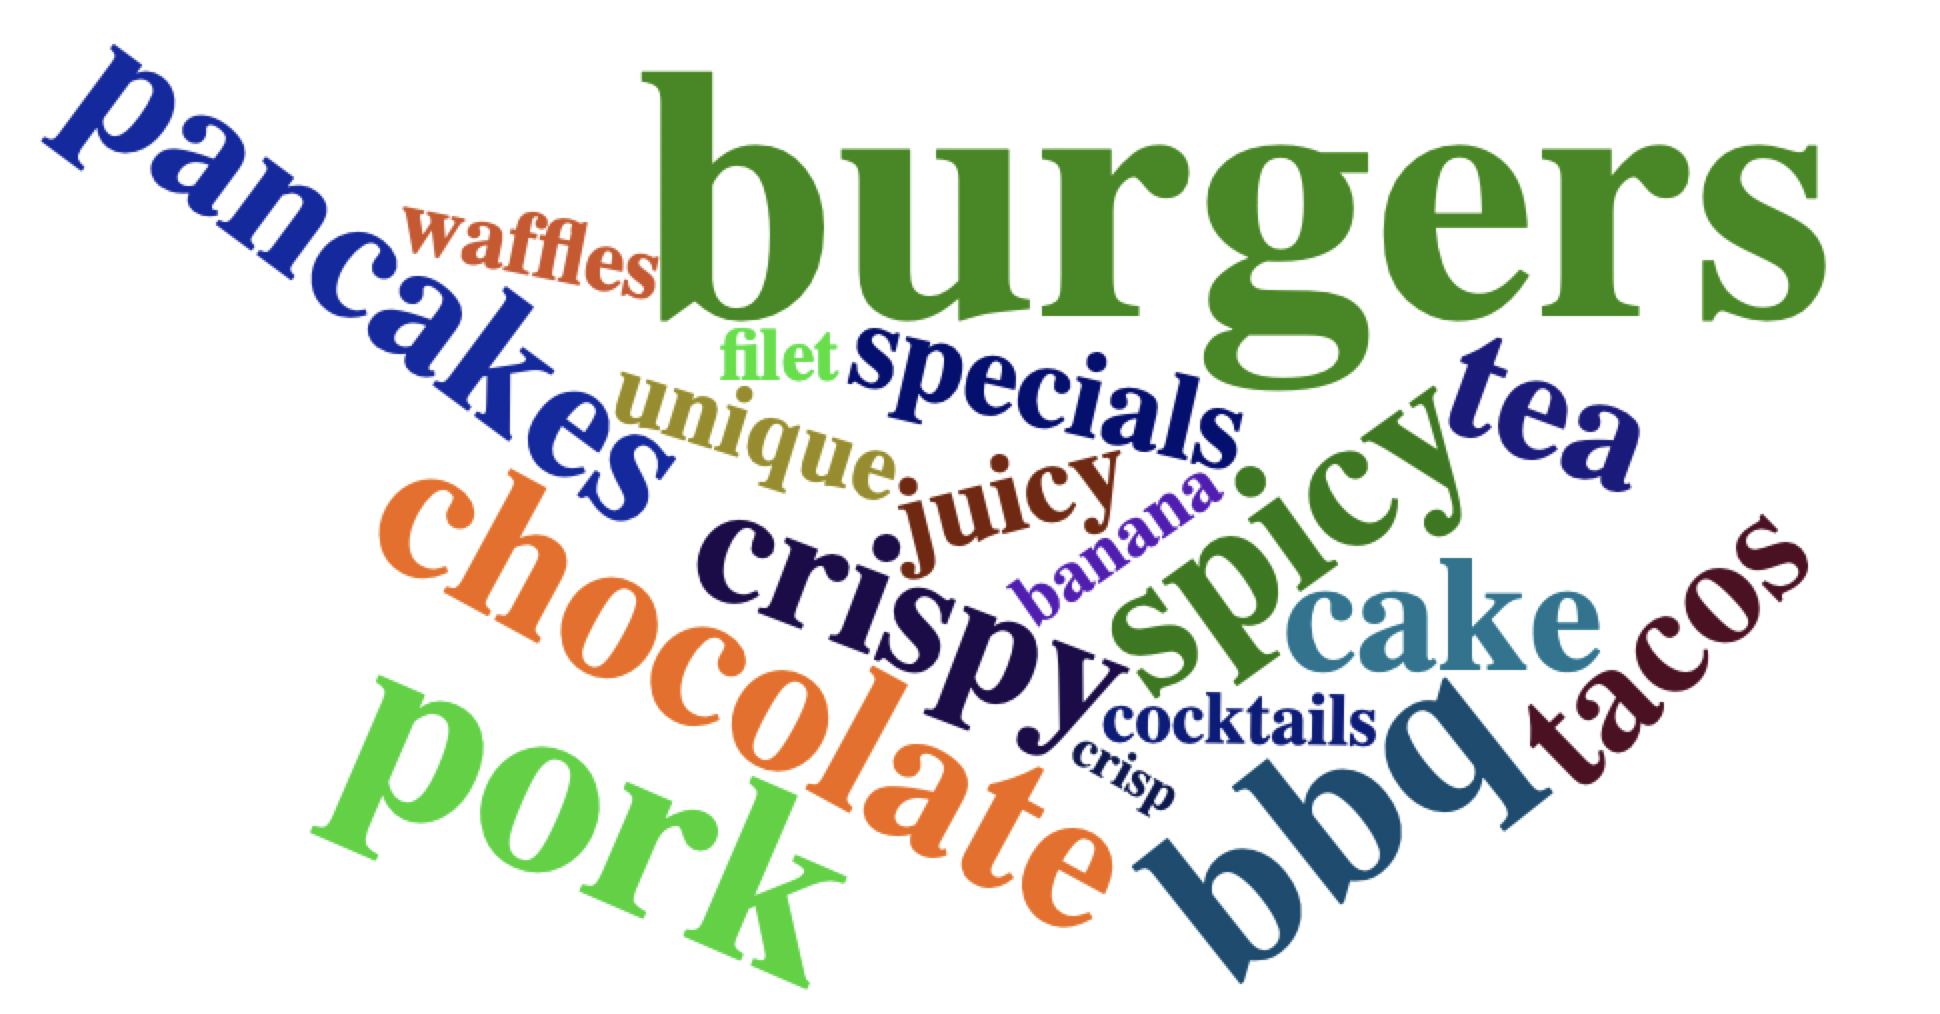 burgers
pancakes
waffles
filet
specials
tea
unique
juicy
spicy
banana
chocolate
crispy
cake
tacos
cocktails
crisp
pork
bbq